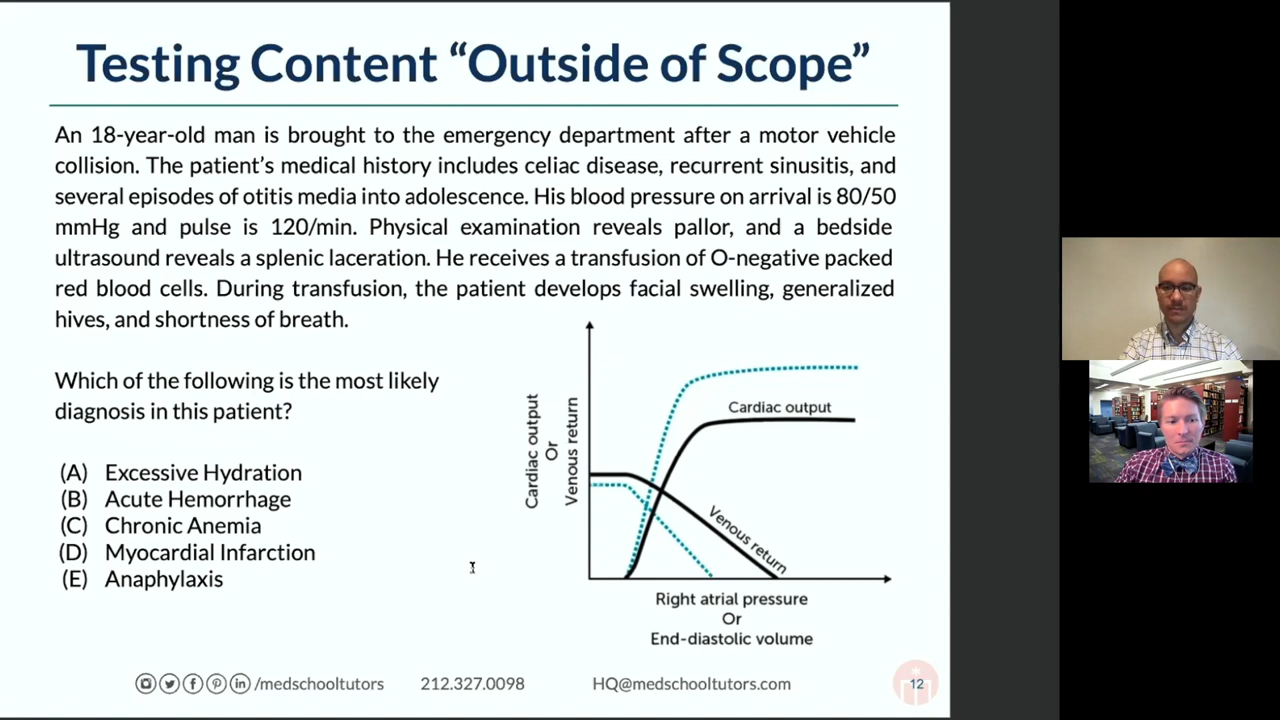 Testing Content “Outside of Scope”
An 18-year-old man is brought to the emergency department after a motor vehicle
collision. The patient’s medical history includes celiac disease, recurrent sinusitis, and
several episodes of otitis media into adolescence. His blood pressure on arrival is 80/50
mmHg and pulse is 120/min. Physical examination reveals pallor, and a bedside
ultrasound reveals a splenic laceration. He receives a transfusion of O-negative packed
red blood cells. During transfusion, the patient develops facial swelling, generalized
hives, and shortness of breath.
Which of the following is the most likely
diagnosis in this patient?
(A) Excessive Hydration
(B) Acute Hemorrhage
(C) Chronic Anemia
(D) Myocardial Infarction
(E) Anaphylaxis
Cardiac output
Or
Venous return
Cardiac output
Venous return
Right atrial pressure
Or
End-diastolic volume
/medschooltutors 212.327.0098 HQ@medschooltutors.com 12